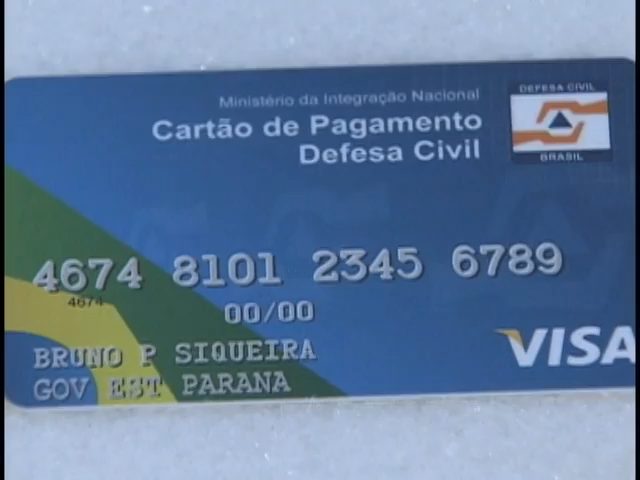 Ministério da Integração Nacional
Cartão de Pagamento
Defesa Civil
DEFESA CIVIL
BRASIL
4674 8101 2345 6789
4674
00/00
BRUNO P SIQUEIRA
GOV EST PARANA
VISA